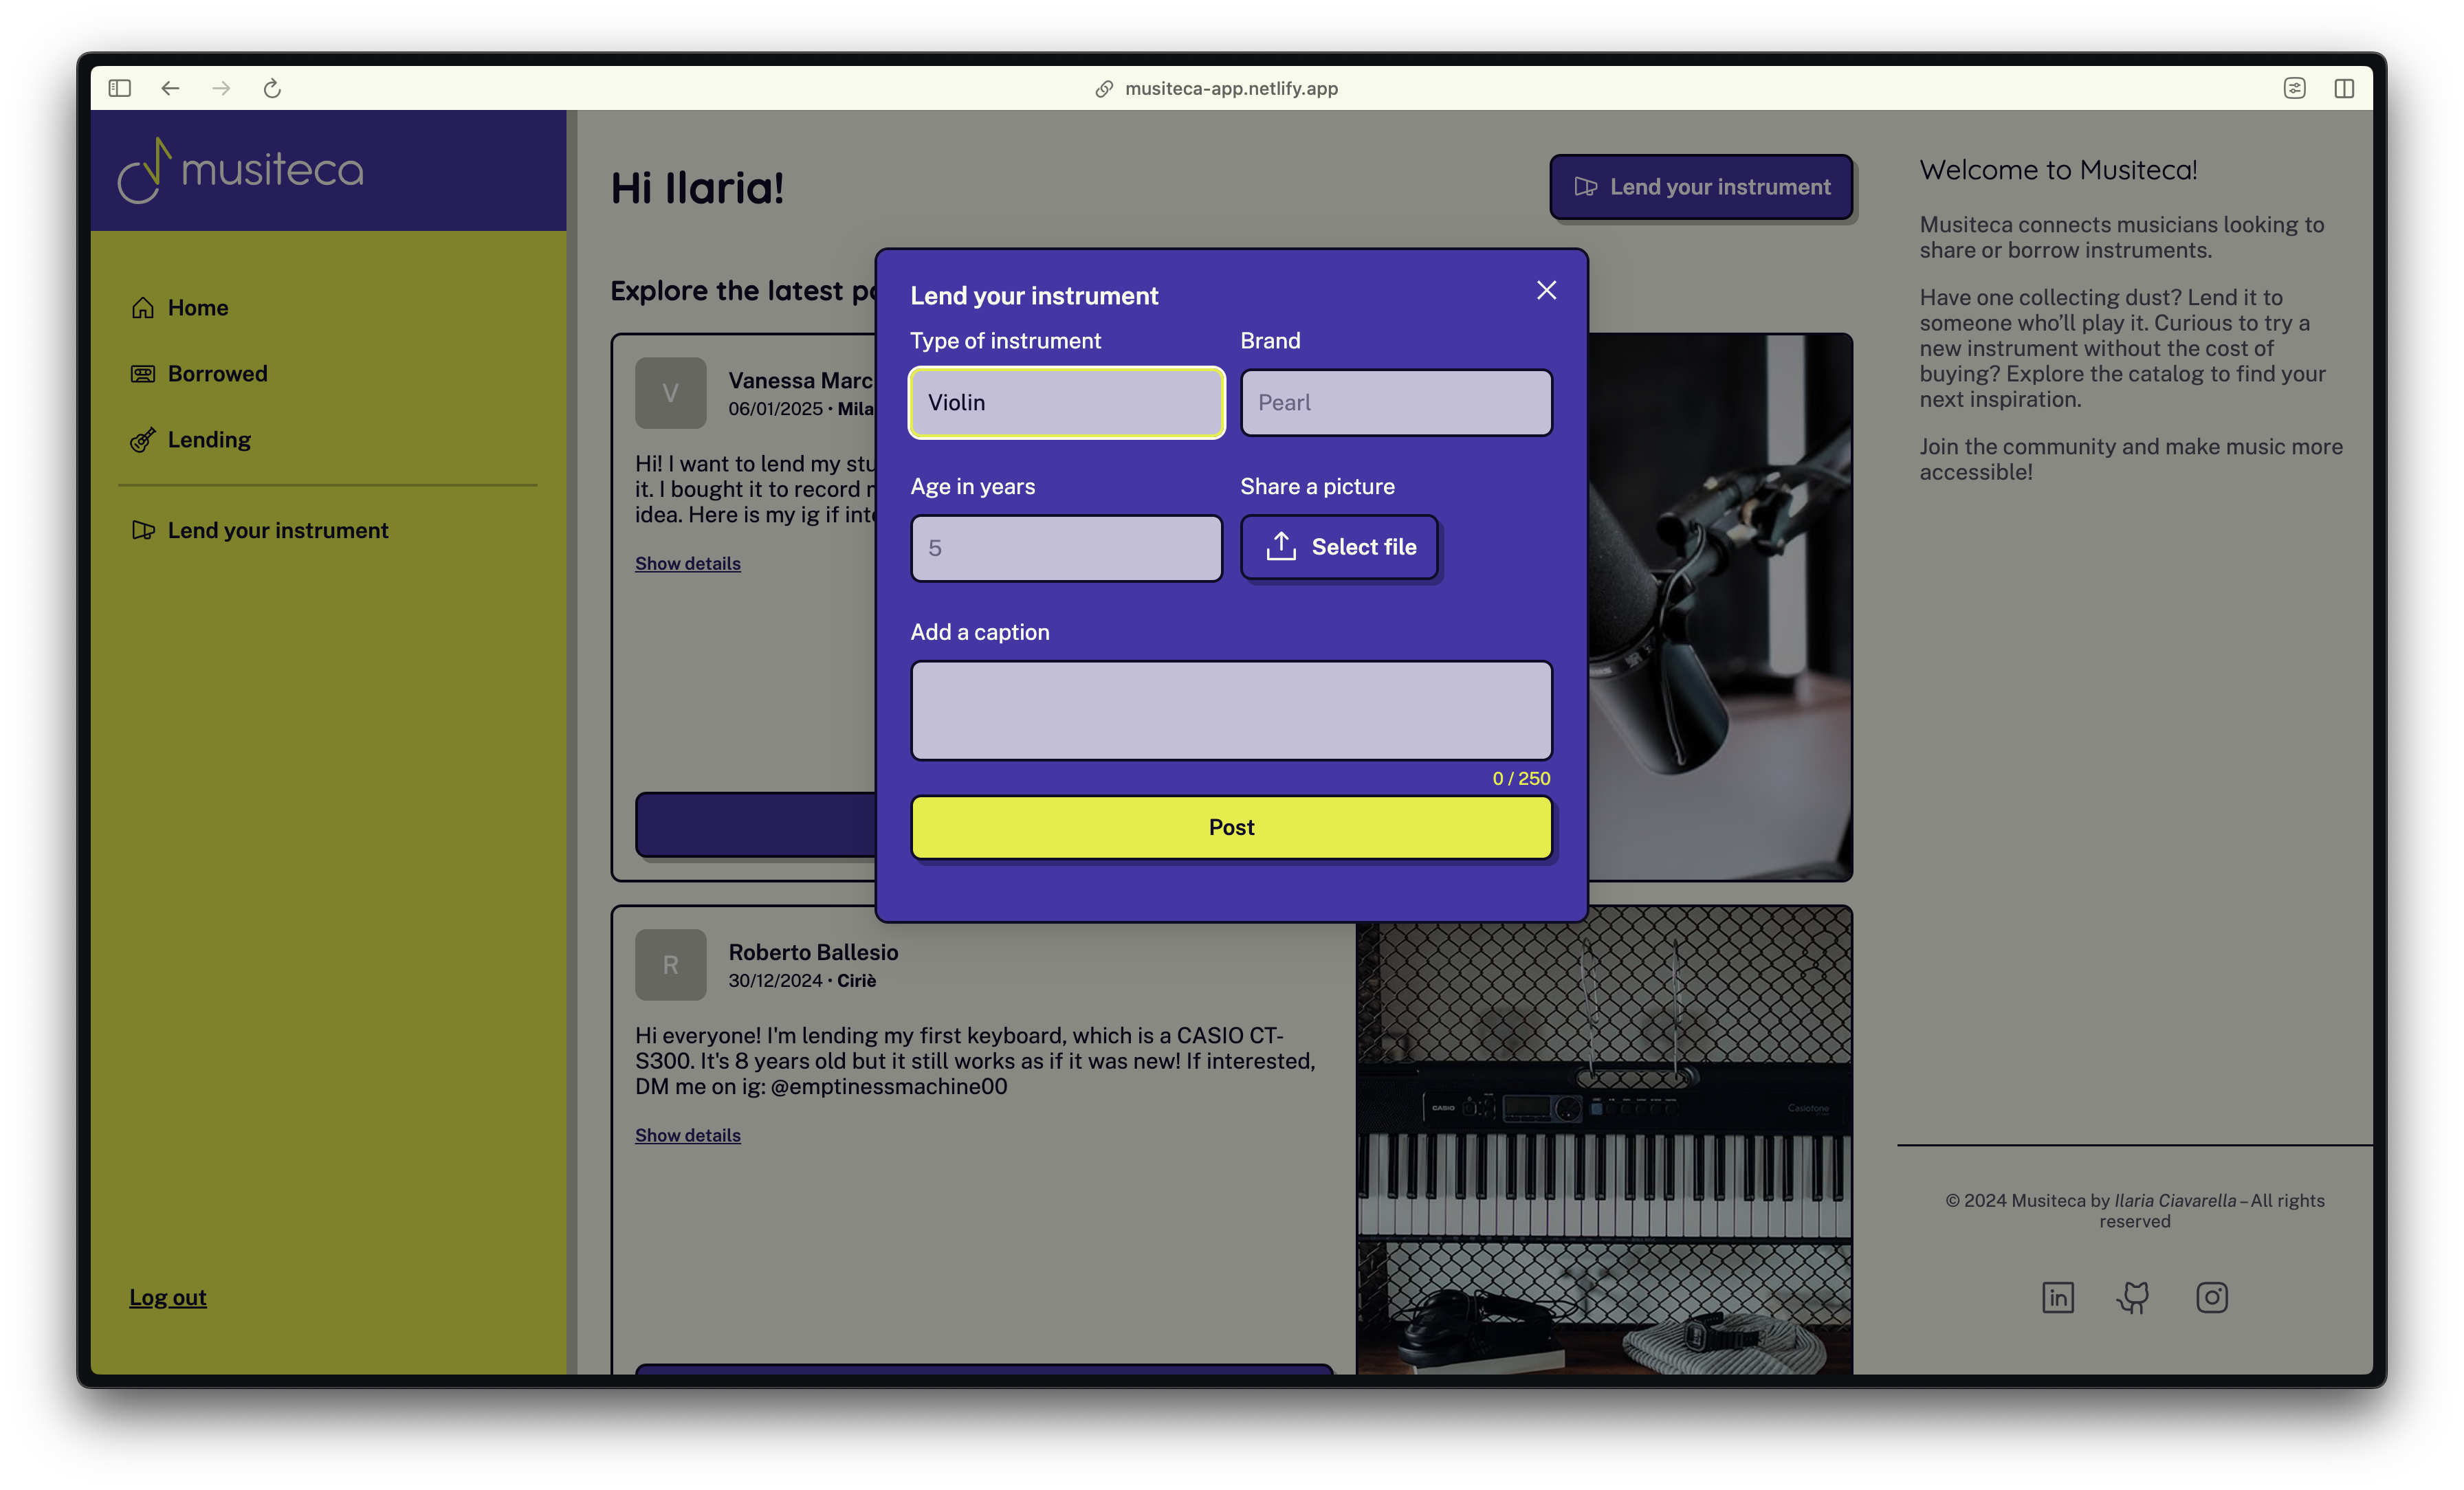 musiteca-app.netlify.app
musiteca
Home
Borrowed
Lending
Lend your instrument
Log out
Hi Ilaria!
Lend your instrument
Explore the latest
V
Vanessa Marc
06/01/2025 • Mila
Hi! I want to lend my stu
it. I bought it to record
idea. Here is my ig if int
Show details
Lend your instrument
Type of instrument
Brand
Violin
Pearl
Age in years
Share a picture
5
Select file
Add a caption
0 / 250
Post
R
Roberto Ballesio
30/12/2024 • Ciriè
Hi everyone! I'm lending my first keyboard, which is a CASIO CT-
S300. It's 8 years old but it still works as if it was new! If interested,
DM me on ig: @emptinessmachine00
Show details
CASIO
Casiotone
Welcome to Musiteca!
Musiteca connects musicians looking to
share or borrow instruments.
Have one collecting dust? Lend it to
someone who’ll play it. Curious to try a
new instrument without the cost of
buying? Explore the catalog to find your
next inspiration.
Join the community and make music more
accessible!
© 2024 Musiteca by Ilaria Ciavarella – All rights
reserved
in